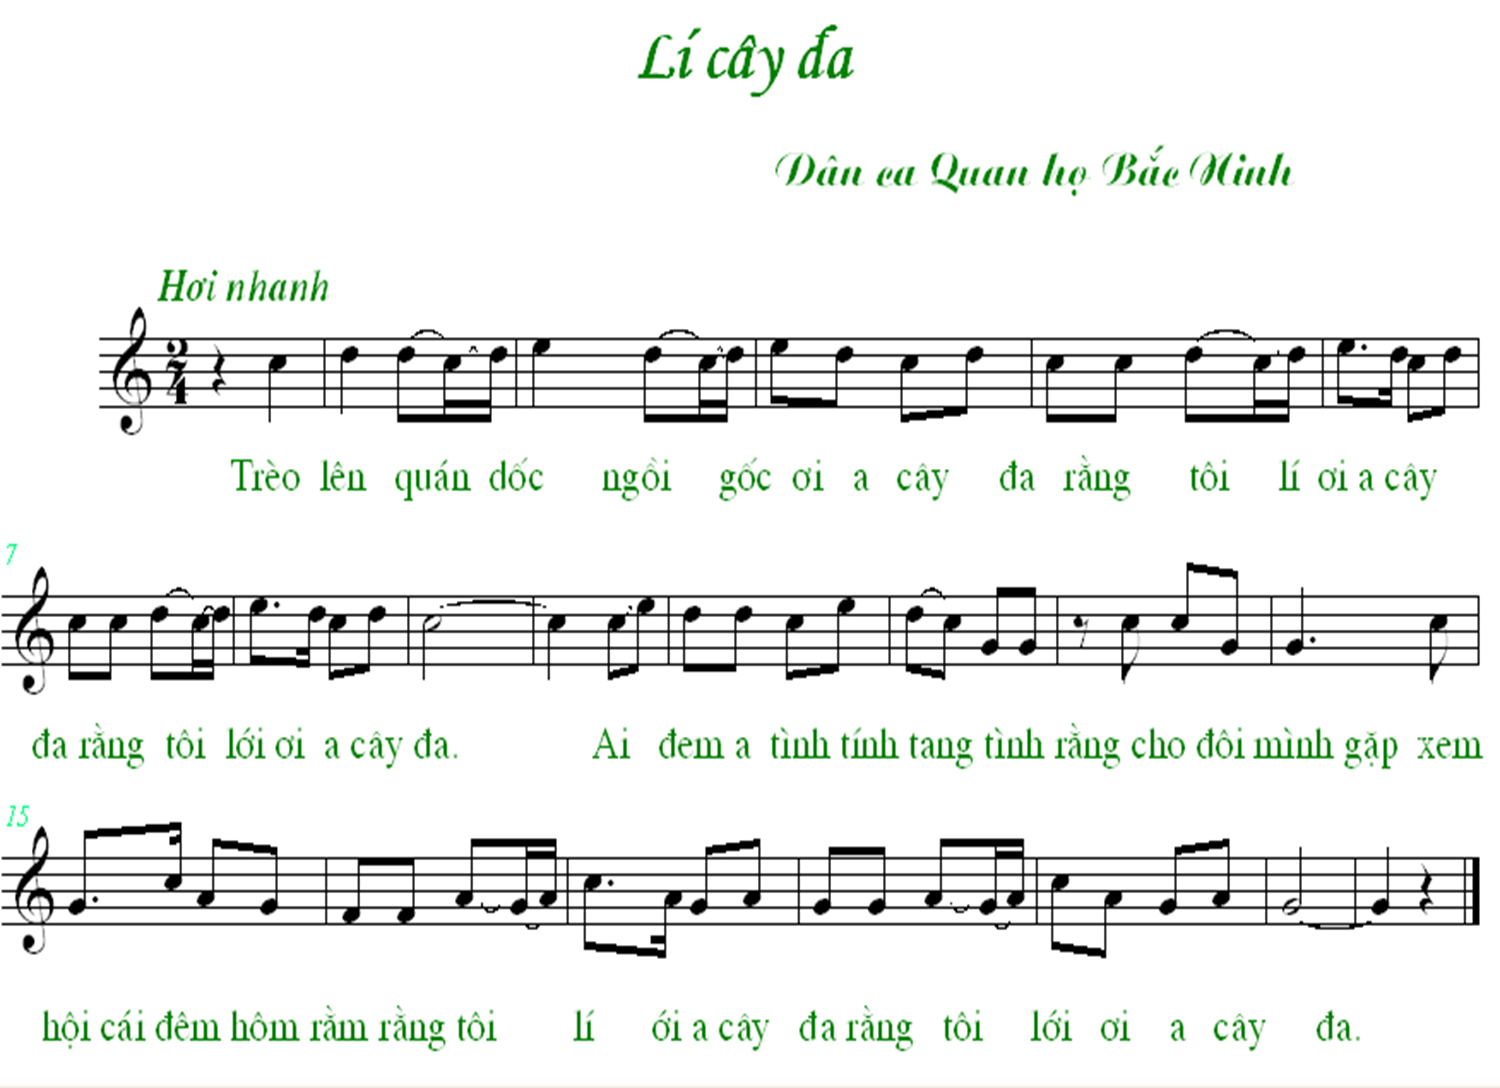 Lí cây đa
Dân ca Quan họ Bắc Ninh
Hơi nhanh
2
4
Trèo lên quán dốc ngồi gốc ơi a cây đa rằng tôi lí ơi a cây
7
đa rằng tôi lới ơi a cây đa. Ai đem a tình tính tang tình rằng cho đôi mình gặp xem
15
hội cái đêm hôm rằm rằng tôi lí ới a cây đa rằng tôi lới ơi a cây đa.